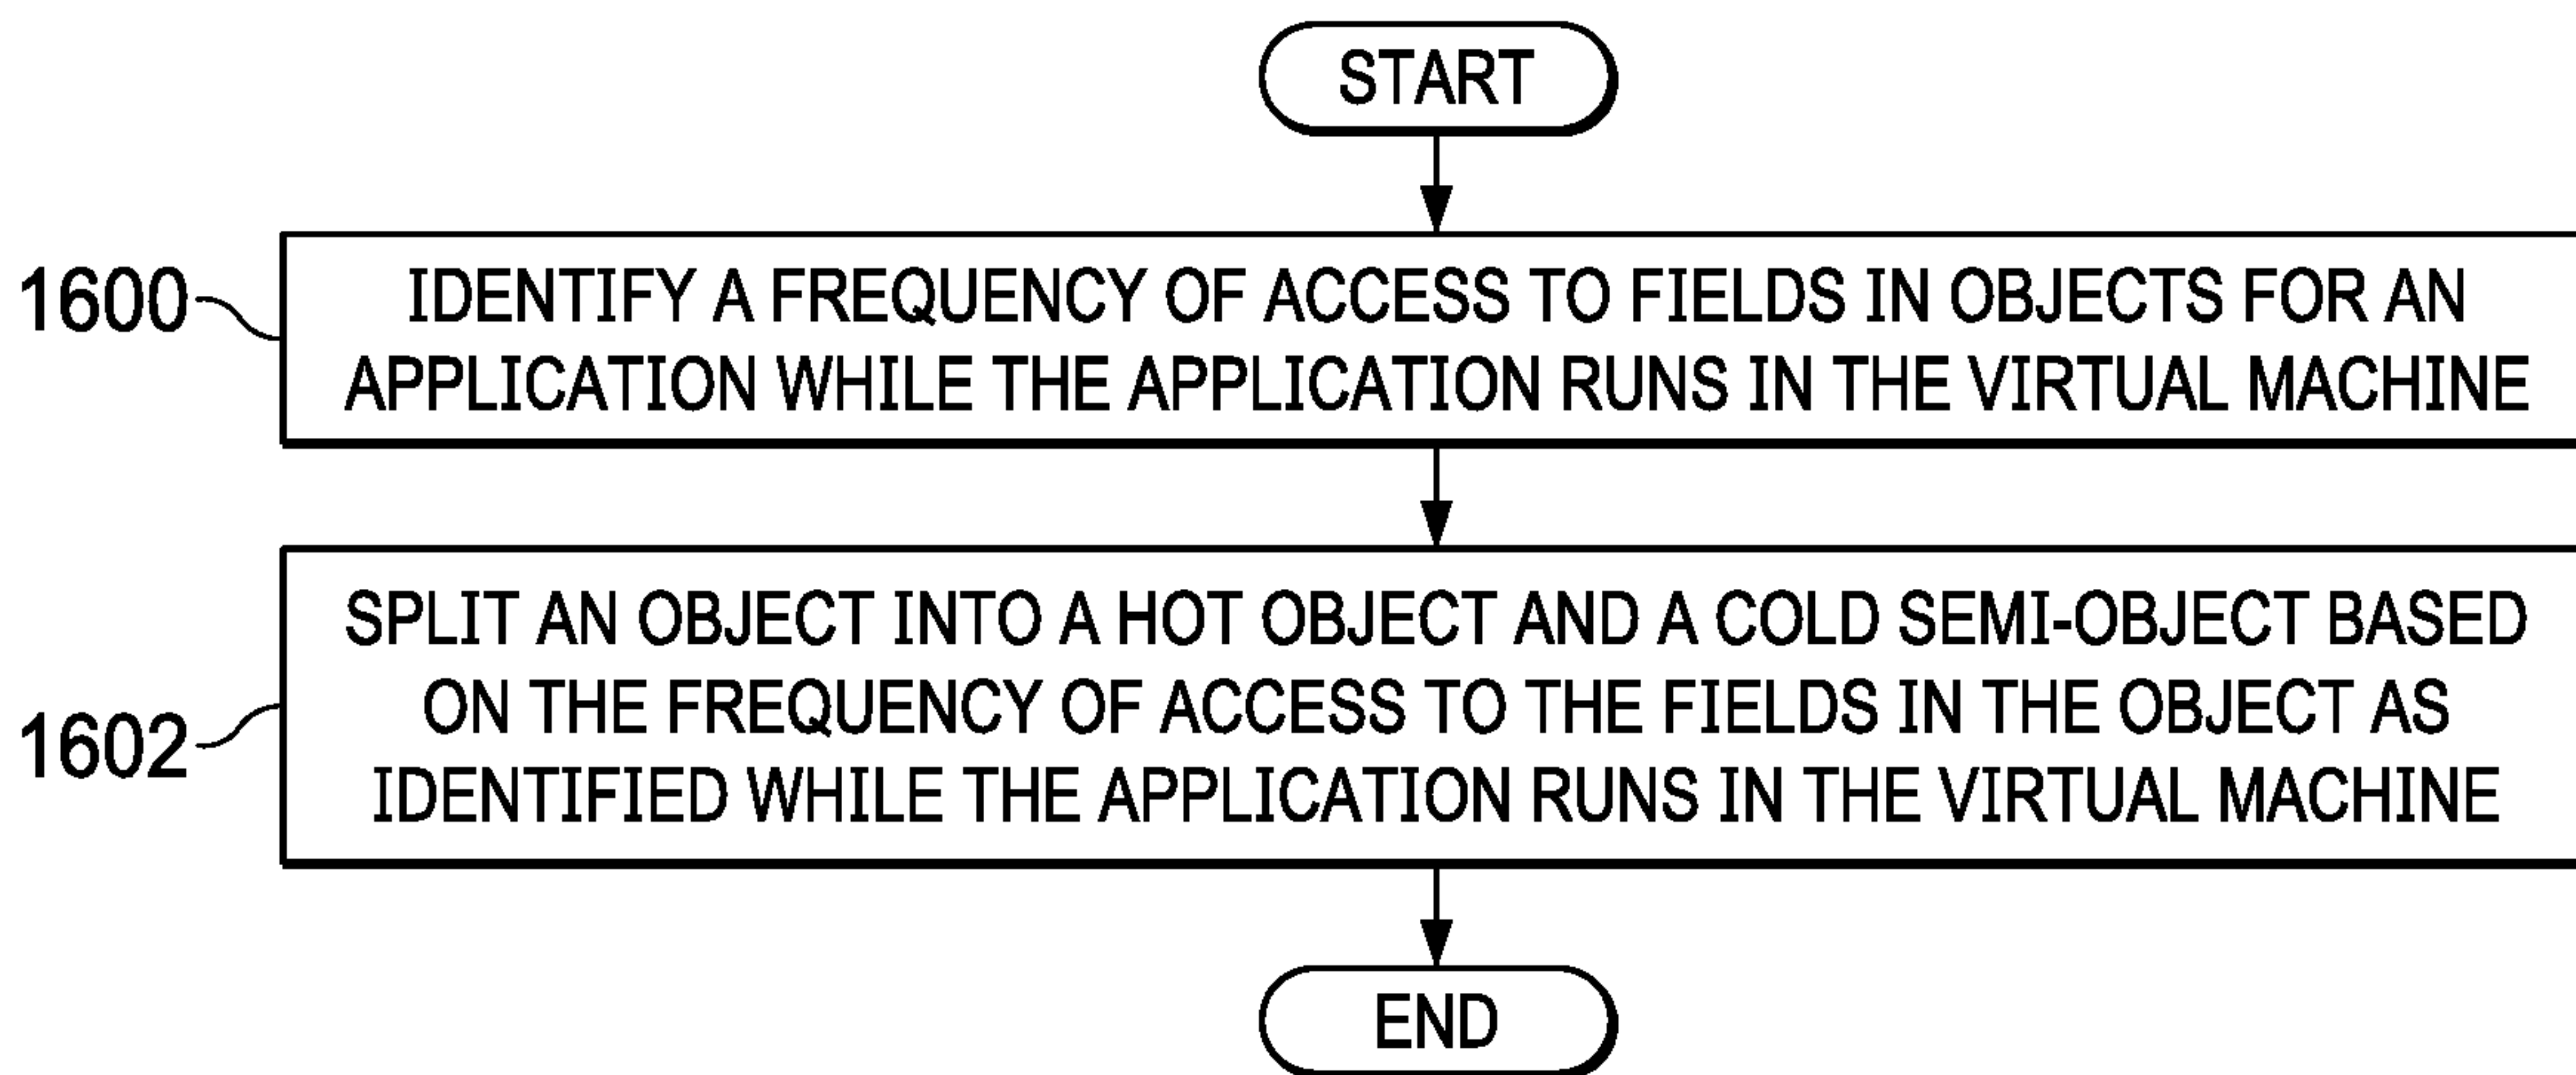 START
1600
IDENTIFY A FREQUENCY OF ACCESS TO FIELDS IN OBJECTS FOR AN
APPLICATION WHILE THE APPLICATION RUNS IN THE VIRTUAL MACHINE
1602
SPLIT AN OBJECT INTO A HOT OBJECT AND A COLD SEMI-OBJECT BASED
ON THE FREQUENCY OF ACCESS TO THE FIELDS IN THE OBJECT AS
IDENTIFIED WHILE THE APPLICATION RUNS IN THE VIRTUAL MACHINE
END